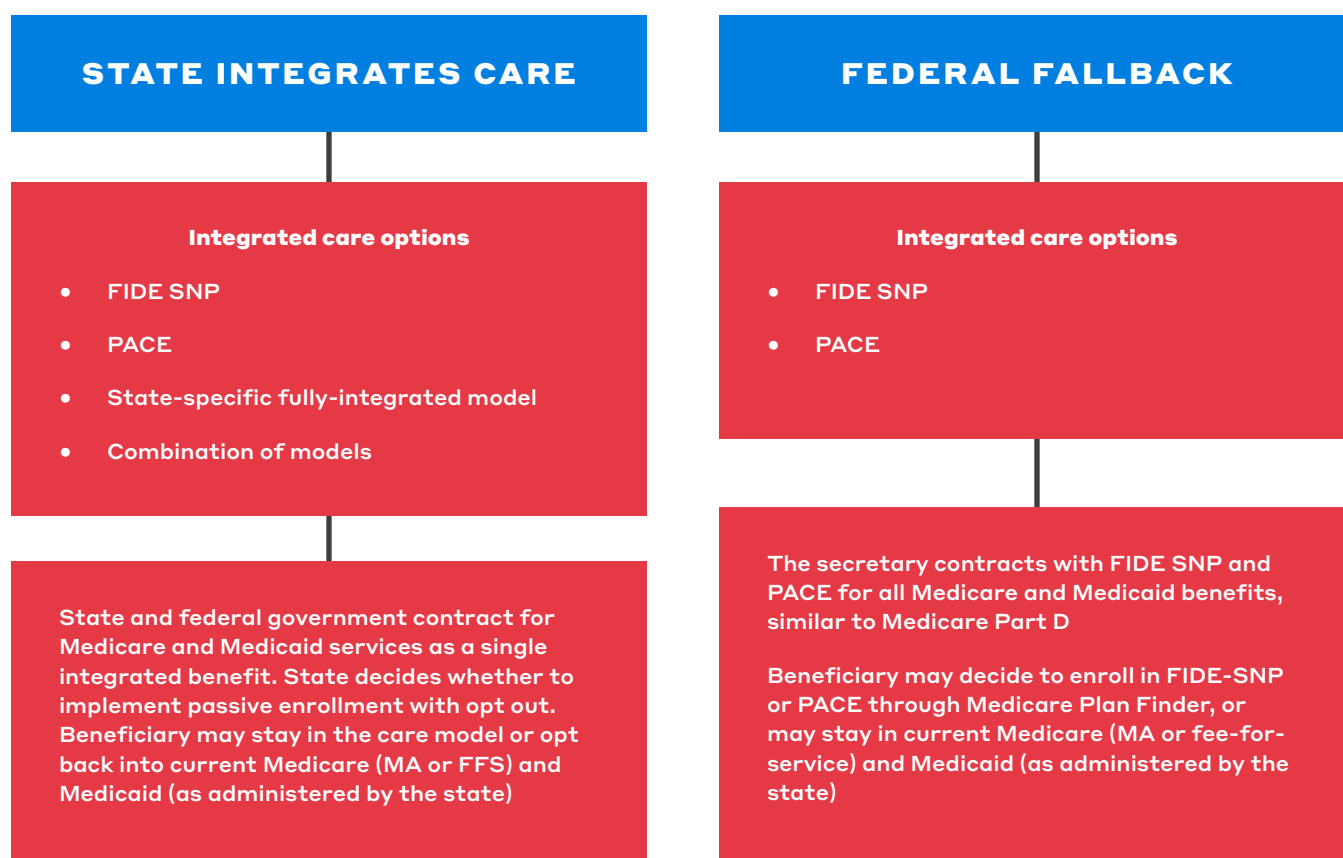 STATE INTEGRATES CARE
Integrated care options
• FIDE SNP
• PACE
• State-specific fully-integrated model
• Combination of models
State and federal government contract for
Medicare and Medicaid services as a single
integrated benefit. State decides whether to
implement passive enrollment with opt out.
Beneficiary may stay in the care model or opt
back into current Medicare (MA or FFS) and
Medicaid (as administered by the state)
FEDERAL FALLBACK
Integrated care options
• FIDE SNP
• PACE
The secretary contracts with FIDE SNP and
PACE for all Medicare and Medicaid benefits,
similar to Medicare Part D
Beneficiary may decide to enroll in FIDE-SNP
or PACE through Medicare Plan Finder, or
may stay in current Medicare (MA or fee-for-
service) and Medicaid (as administered by the
state)